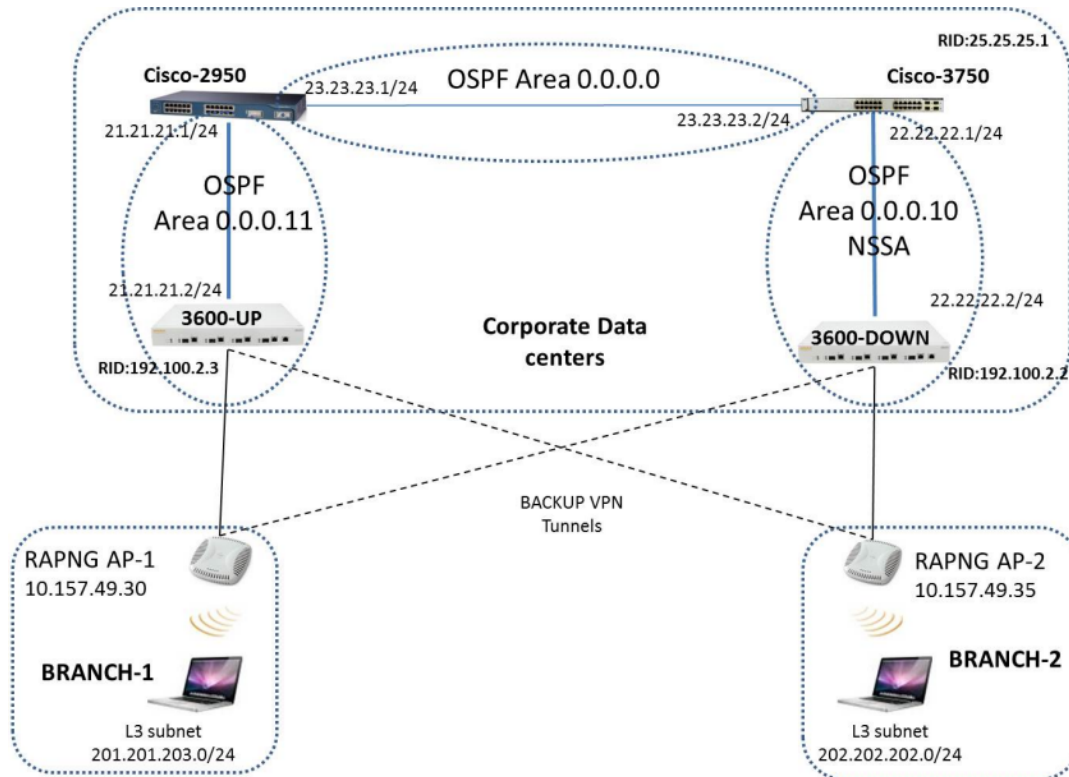 RID:25.25.25.1
Cisco-2950
OSPF Area 0.0.0.0
Cisco-3750
23.23.23.1/24
21.21.21.1/24
23.23.23.2/24
22.22.22.1/24
OSPF
Area 0.0.0.11
OSPF
Area 0.0.0.10
NSSA
21.21.21.2/24
22.22.22.2/24
3600-UP
Corporate Data
centers
3600-DOWN
RID:192.100.2.3
RID:192.100.2.2
BACKUP VPN
Tunnels
RAPNG AP-1
10.157.49.30
RAPNG AP-2
10.157.49.35
BRANCH-1
BRANCH-2
L3 subnet
201.201.203.0/24
L3 subnet
202.202.202.0/24